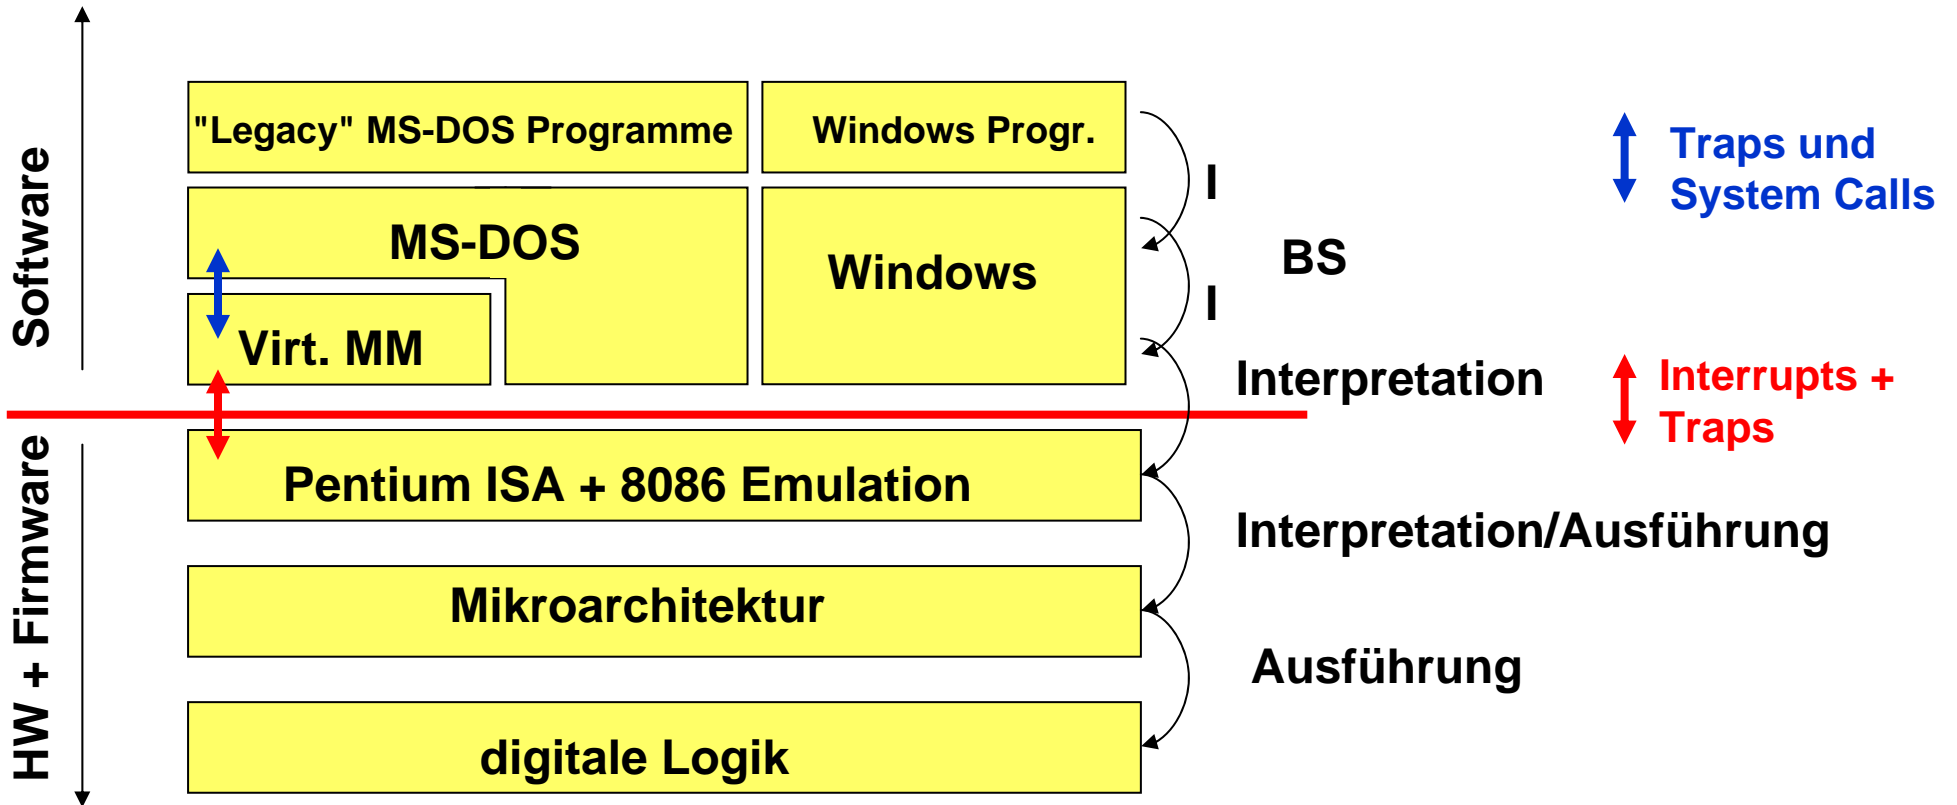 Software
HW + Firmware
"Legacy" MS-DOS Programme
Windows Progr.
MS-DOS
Windows
Virt. MM
Pentium ISA + 8086 Emulation
Mikroarchitektur
digitale Logik
I
I
BS
Interpretation
Interpretation/Ausführung
Ausführung
Traps und
System Calls
Interrupts +
Traps